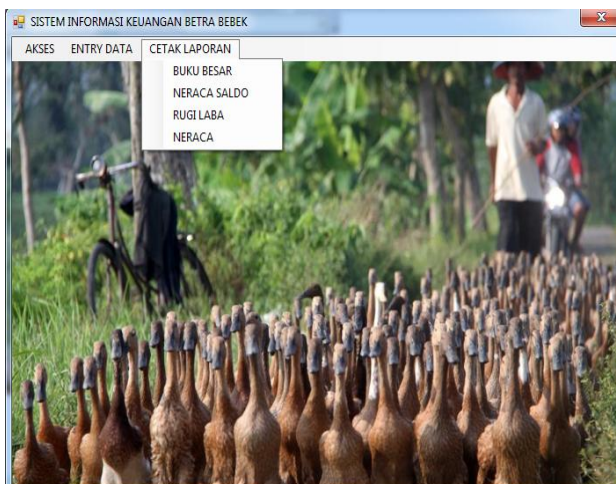 SISTEM INFORMASI KEUANGAN BETRA BEBEK
AKSES ENTRY DATA CETAK LAPORAN
BUKU BESAR
NERACA SALDO
RUGI LABA
NERACA